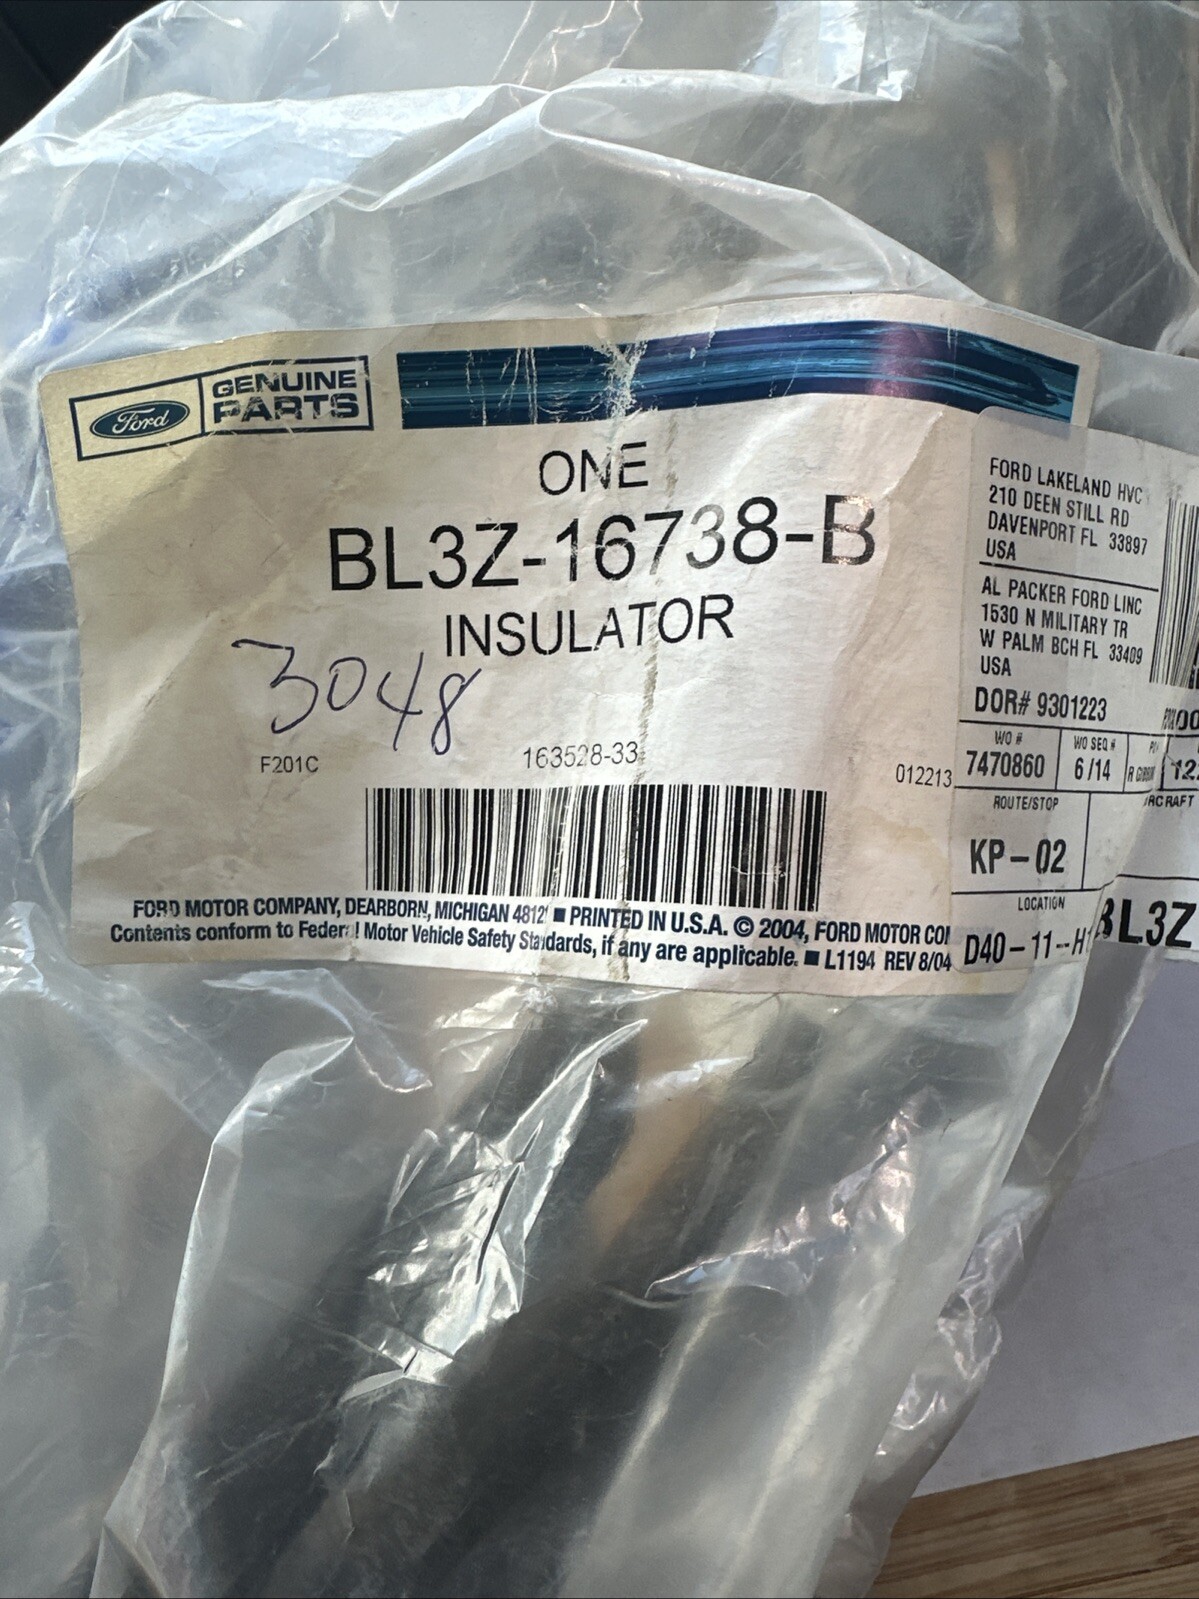 Ford
GENUINE
PARTS
ONE
BL3Z-16738-B
INSULATOR
3048
F201C
163528-33
012213
FORD MOTOR COMPANY, DEARBORN, MICHIGAN 4812 ■ PRINTED IN U.S.A. © 2004, FORD MOTOR
Contents conform to Federal Motor Vehicle Safety Standards, if any are applicable. ■ L1194 REV 8/04
FORD LAKELAND HVC
210 DEEN STILL RD
DAVENPORT FL 33897
USA
AL PACKER FORD LINC
1530 N MILITARY TR
W PALM BCH FL 33409
USA
DOR# 9301223
WO #
WO SEQ #
7470860
6/14
ROUTE/STOP
KP-02
LOCATION
D40-11-H
BL3Z